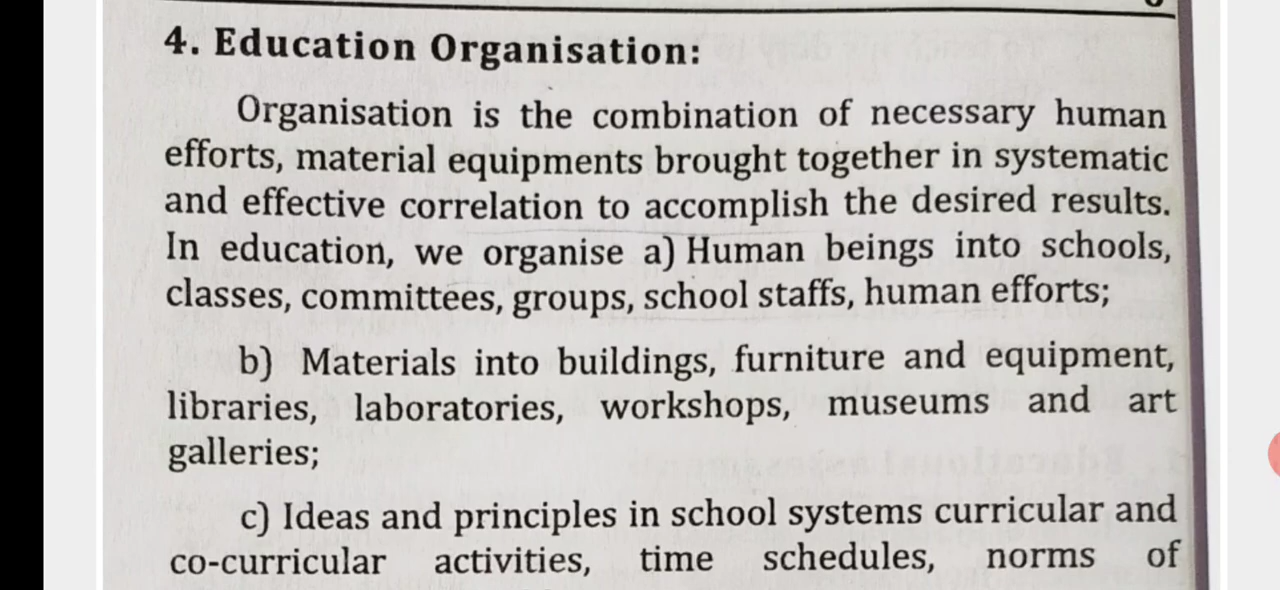 4. Education Organisation:
Organisation is the combination of necessary human
efforts, material equipments brought together in systematic
and effective correlation to accomplish the desired results.
In education, we organise a) Human beings into schools,
classes, committees, groups, school staffs, human efforts;
b) Materials into buildings, furniture and equipment,
libraries, laboratories, workshops, museums and art
galleries;
c) Ideas and principles in school systems curricular and
co-curricular activities, time schedules, norms of